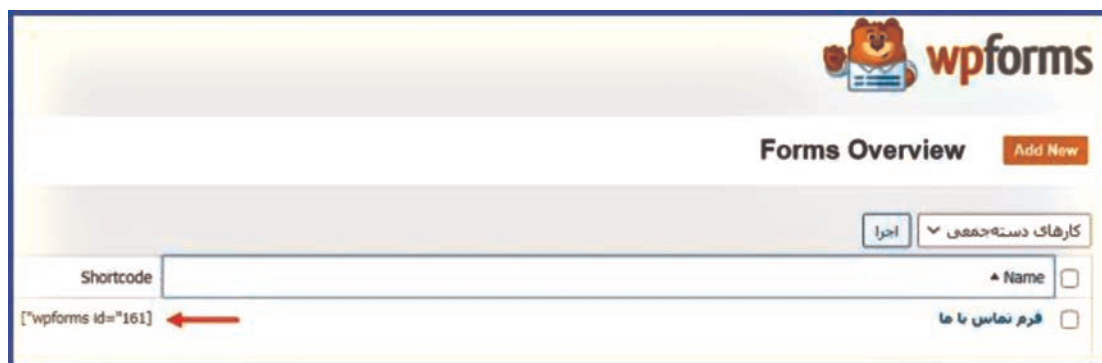 wpforms
Forms Overview Add New
کارهای دسته‌جمعی اجرا
Name Shortcode
فرم تماس با ما ["wpforms id="161]